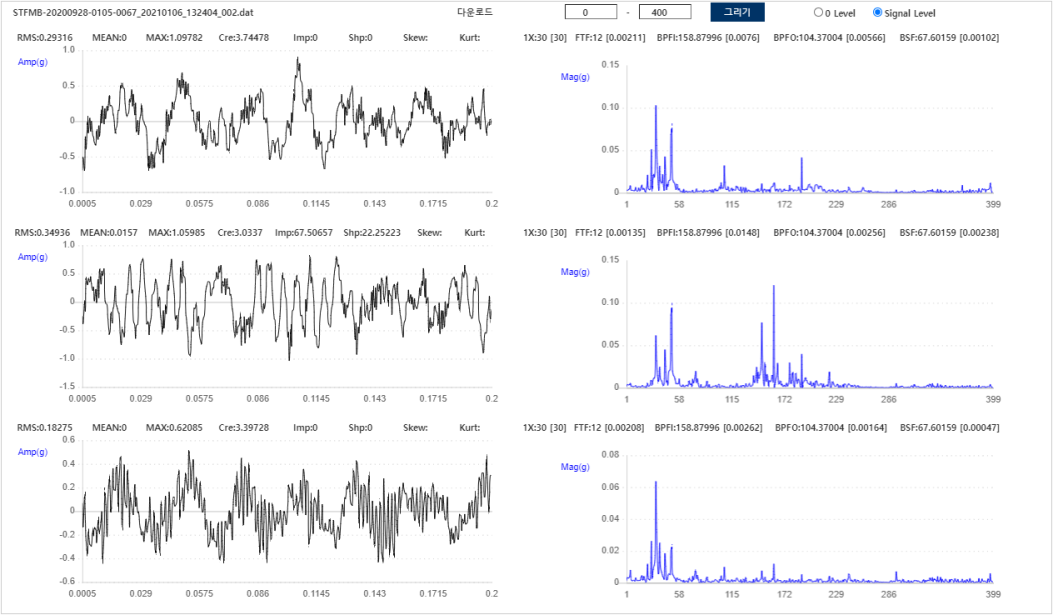 STFMB-20200928-0105-0067_20210106_132404_002.dat 다운로드 0 - 400 그리기 0 Level Signal Level
RMS:0.29316 MEAN:0 MAX:1.09782 Cre:3.74478 Imp:0 Shp:0 Skew: Kurt:
1X:30 [30] FTF:12 [0.00211] BPFI:158.87996 [0.0076] BPFO:104.37004 [0.00566] BSF:67.60159 [0.00102]
Amp(g)
1.0
0.5
0
-0.5
-1.0
0.0005 0.029 0.0575 0.086 0.1145 0.143 0.1715 0.2
Mag(g)
0.15
0.10
0.05
0
1 58 115 172 229 286 399
RMS:0.34936 MEAN:0.0157 MAX:1.05985 Cre:3.0337 Imp:67.50657 Shp:22.25223 Skew: Kurt:
1X:30 [30] FTF:12 [0.00135] BPFI:158.87996 [0.0148] BPFO:104.37004 [0.00256] BSF:67.60159 [0.00238]
Amp(g)
1.0
0.5
0
-0.5
-1.0
-1.5
0.0005 0.029 0.0575 0.086 0.1145 0.143 0.1715 0.2
Mag(g)
0.15
0.10
0.05
0
1 58 115 172 229 286 399
RMS:0.18275 MEAN:0 MAX:0.62085 Cre:3.39728 Imp:0 Shp:0 Skew: Kurt:
1X:30 [30] FTF:12 [0.00208] BPFI:158.87996 [0.00262] BPFO:104.37004 [0.00164] BSF:67.60159 [0.00047]
Amp(g)
0.6
0.4
0.2
0
-0.2
-0.4
-0.6
0.0005 0.029 0.0575 0.086 0.1145 0.143 0.1715 0.2
Mag(g)
0.08
0.06
0.04
0.02
0
1 58 115 172 229 286 399